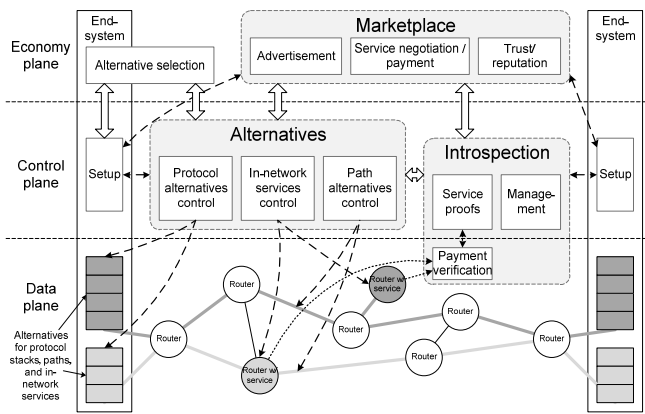 End-
system
Marketplace
End-
system
Economy
plane
Alternative selection
Advertisement
Service negotiation /
payment
Trust/
reputation
Control
plane
Setup
Alternatives
Protocol
alternatives
control
In-network
services
control
Path
alternatives
control
Introspection
Service
proofs
Manage-
ment
Setup
Payment
verification
Data
plane
Router
Router w/
service
Router
Router
Router
Router
Router
Router w/
service
Alternatives
for protocol
stacks, paths,
and in-
network
services